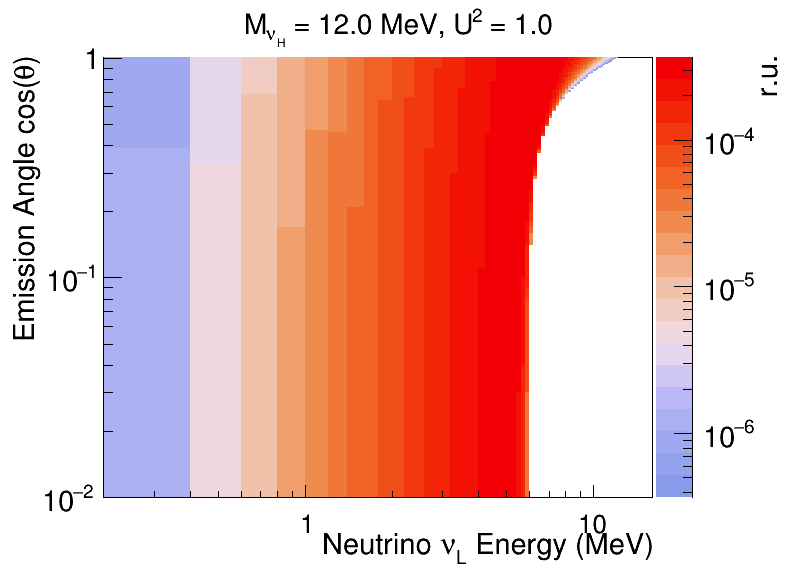 M_{ν_H} = 12.0 MeV, U² = 1.0
Emission Angle cos(θ)
1
10⁻¹
10⁻²
1
10
Neutrino ν_L Energy (MeV)
r.u.
10⁻⁴
10⁻⁵
10⁻⁶